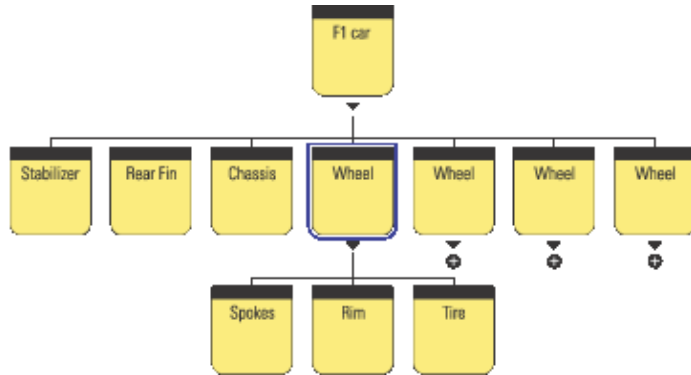 F1 car
Stabilizer
Rear Fin
Chassis
Wheel
Wheel
Wheel
Wheel
Spokes
Rim
Tire